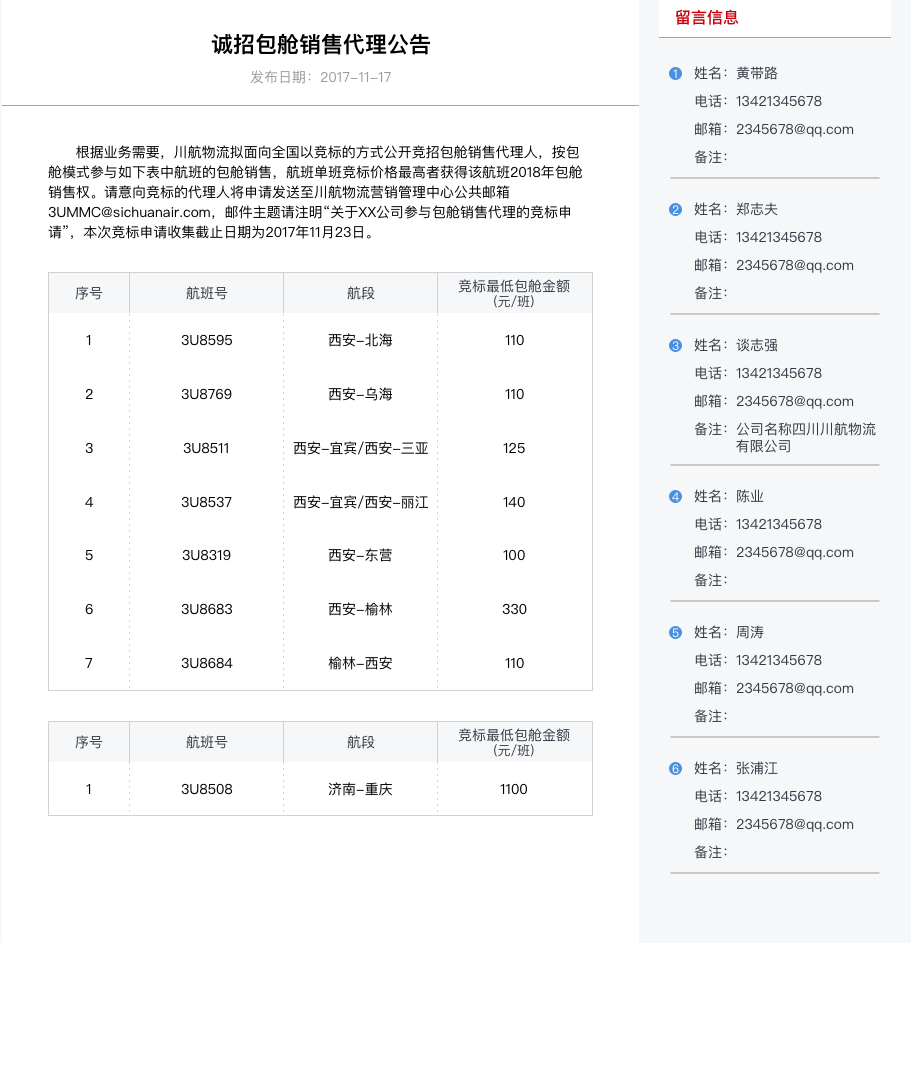 诚招包舱销售代理公告
发布日期：2017-11-17
根据业务需要，川航物流拟面向全国以竞标的方式公开竞招包舱销售代理人，按包
舱模式参与如下表中航班的包舱销售，航班单班竞标价格最高者获得该航班2018年包舱
销售权。请意向竞标的代理人将申请发送至川航物流营销管理中心公共邮箱
3UMMC@sichuanair.com，邮件主题请注明“关于XX公司参与包舱销售代理的竞标申
请”，本次竞标申请收集截止日期为2017年11月23日。
序号 航班号 航段 竞标最低包舱金额
(元/班)
1 3U8595 西安-北海 110
2 3U8769 西安-乌海 110
3 3U8511 西安-宜宾/西安-三亚 125
4 3U8537 西安-宜宾/西安-丽江 140
5 3U8319 西安-东营 100
6 3U8683 西安-榆林 330
7 3U8684 榆林-西安 110
序号 航班号 航段 竞标最低包舱金额
(元/班)
1 3U8508 济南-重庆 1100
留言信息
1 姓名：黄带路
电话：13421345678
邮箱：2345678@qq.com
备注：
2 姓名：郑志夫
电话：13421345678
邮箱：2345678@qq.com
备注：
3 姓名：谈志强
电话：13421345678
邮箱：2345678@qq.com
备注：公司名称四川川航物流
有限公司
4 姓名：陈业
电话：13421345678
邮箱：2345678@qq.com
备注：
5 姓名：周涛
电话：13421345678
邮箱：2345678@qq.com
备注：
6 姓名：张浦江
电话：13421345678
邮箱：2345678@qq.com
备注：